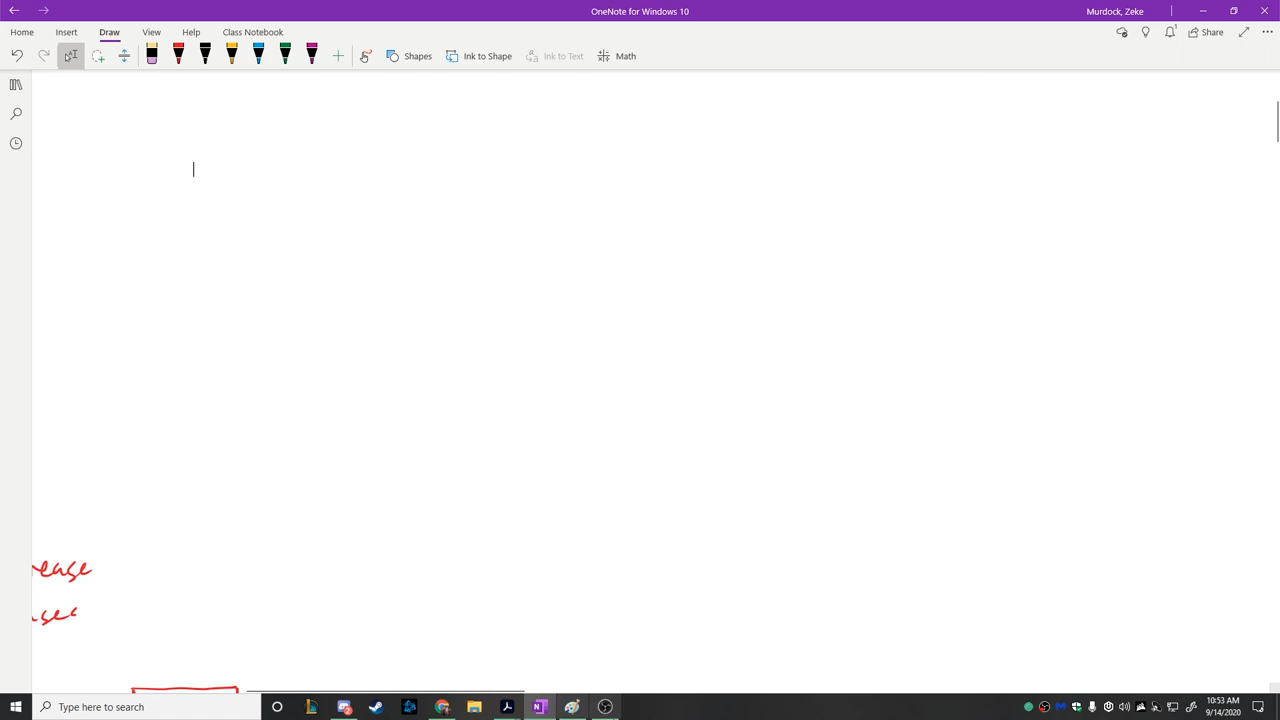 OneNote for Windows 10
Murdock, Zeke
Home Insert Draw View Help Class Notebook
Share
Shapes Ink to Shape Ink to Text Math
Type here to search
10:53 AM
9/14/2020